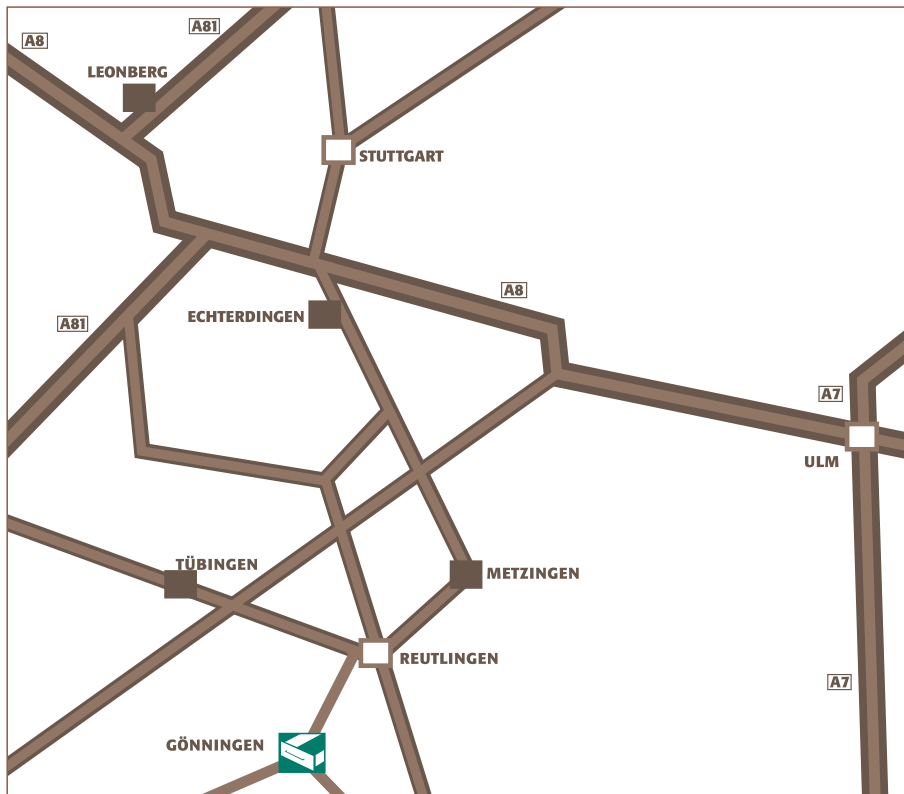 A81
A8
LEONBERG
STUTTGART
A8
ECHTERDINGEN
A81
A7
ULM
TÜBINGEN
METZINGEN
REUTLINGEN
A7
GÖNNINGEN